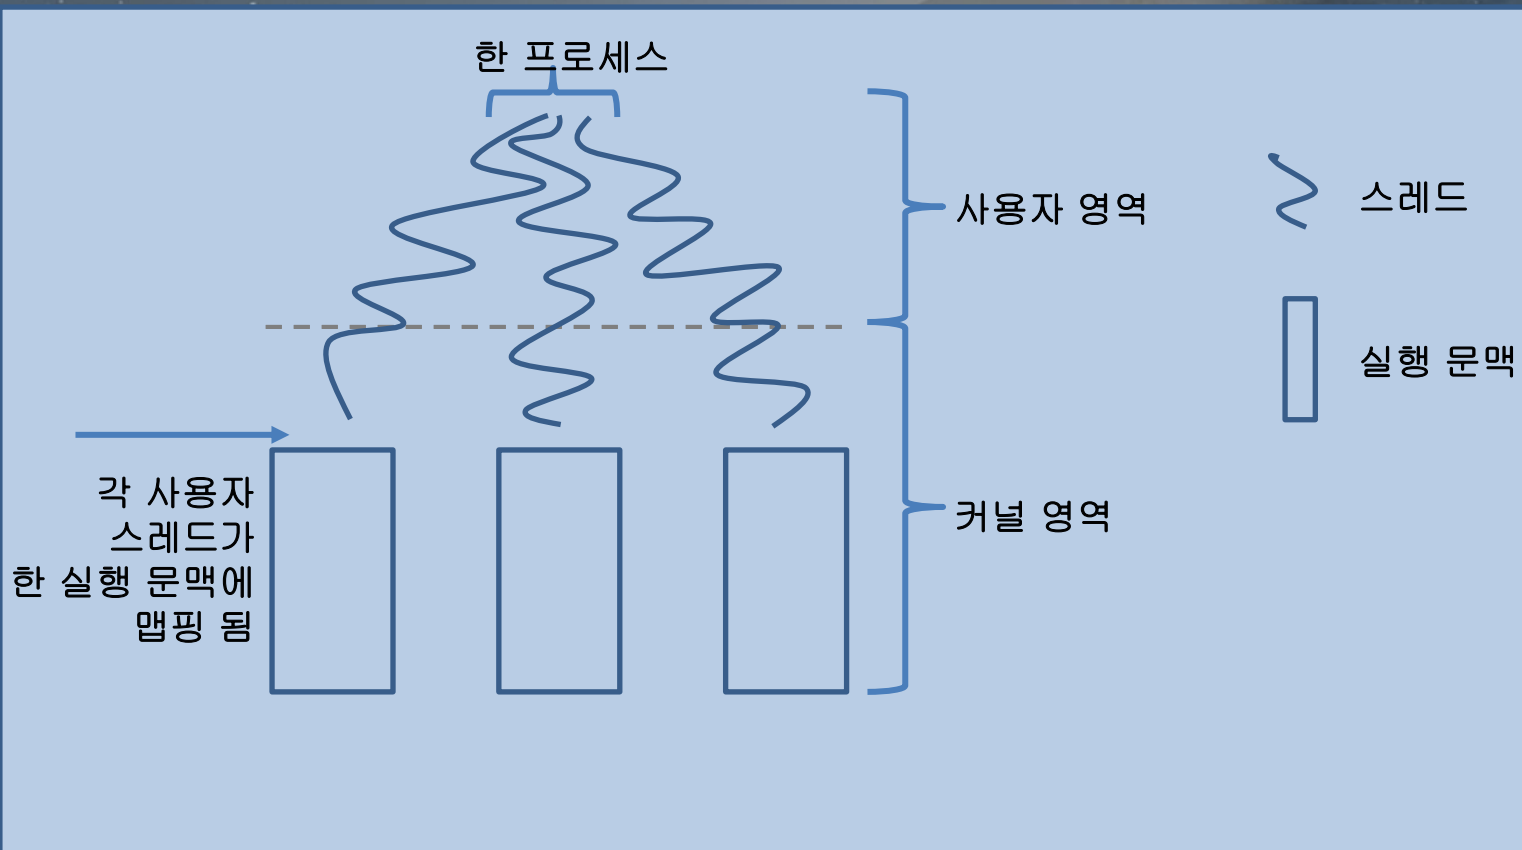 한 프로세스
사용자 영역
스레드
실행 문맥
각 사용자
스레드가
한 실행 문맥에
맵핑 됨
커널 영역